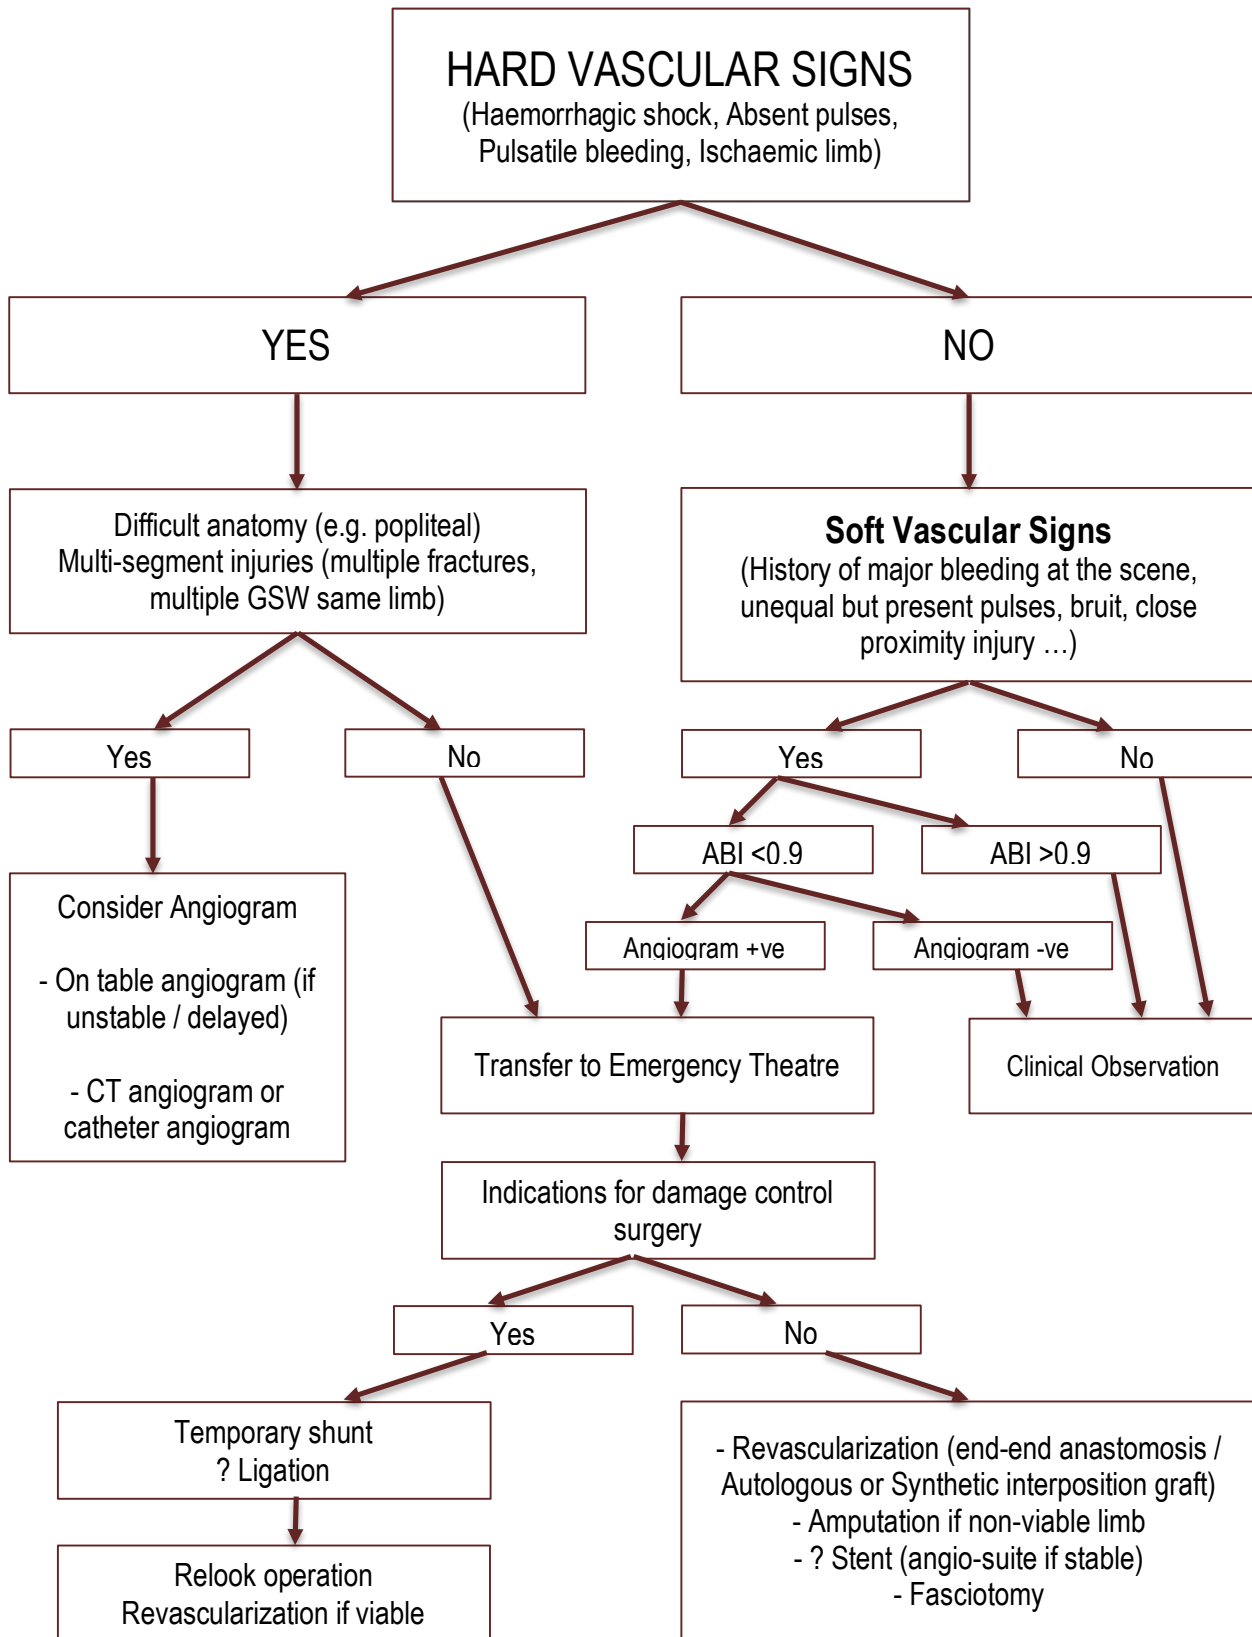 HARD VASCULAR SIGNS
(Haemorrhagic shock, Absent pulses,
Pulsatile bleeding, Ischaemic limb)
YES
NO
Difficult anatomy (e.g. popliteal)
Multi-segment injuries (multiple fractures,
multiple GSW same limb)
Soft Vascular Signs
(History of major bleeding at the scene,
unequal but present pulses, bruit, close
proximity injury …)
Yes
No
Yes
No
ABI <0.9
ABI >0.9
Consider Angiogram
- On table angiogram (if
unstable / delayed)
- CT angiogram or
catheter angiogram
Angiogram +ve
Angiogram -ve
Transfer to Emergency Theatre
Clinical Observation
Indications for damage control
surgery
Yes
No
Temporary shunt
? Ligation
- Revascularization (end-end anastomosis /
Autologous or Synthetic interposition graft)
- Amputation if non-viable limb
- ? Stent (angio-suite if stable)
- Fasciotomy
Relook operation
Revascularization if viable